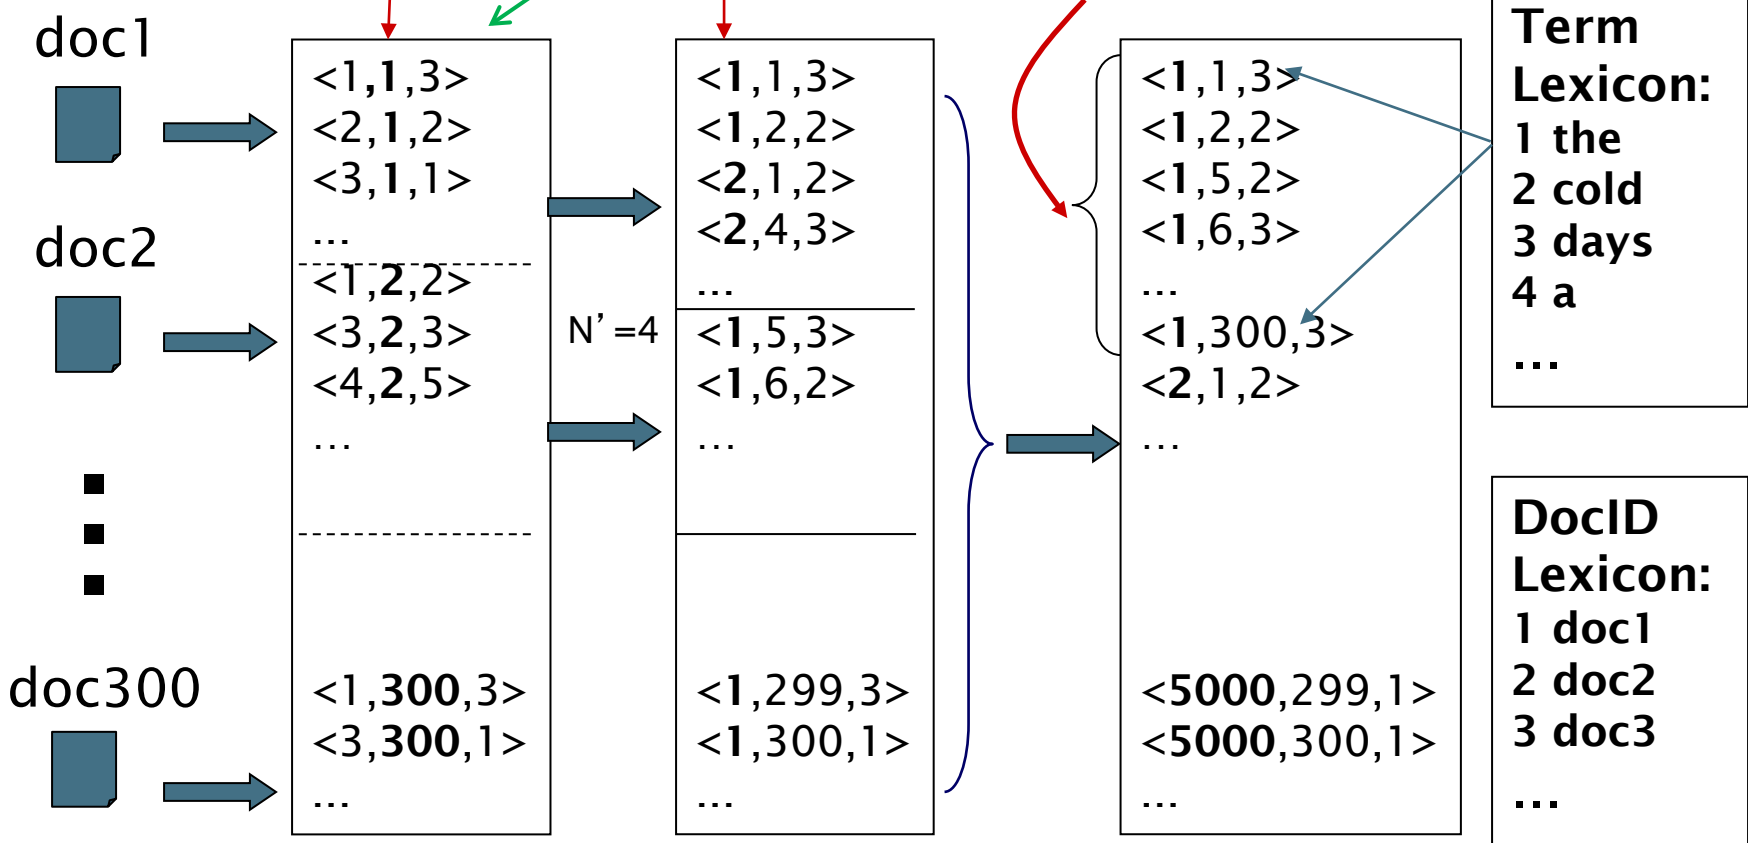 doc1
doc2
doc300
<1,1,3>
<2,1,2>
<3,1,1>
...
<1,2,2>
<3,2,3>
<4,2,5>
...
<1,300,3>
<3,300,1>
...
N'=4
<1,1,3>
<1,2,2>
<2,1,2>
<2,4,3>
...
<1,5,3>
<1,6,2>
...
<1,299,3>
<1,300,1>
...
<1,1,3>
<1,2,2>
<1,5,2>
<1,6,3>
...
<1,300,3>
<2,1,2>
...
<5000,299,1>
<5000,300,1>
...
Term
Lexicon:
1 the
2 cold
3 days
4 a
...
DocID
Lexicon:
1 doc1
2 doc2
3 doc3
...